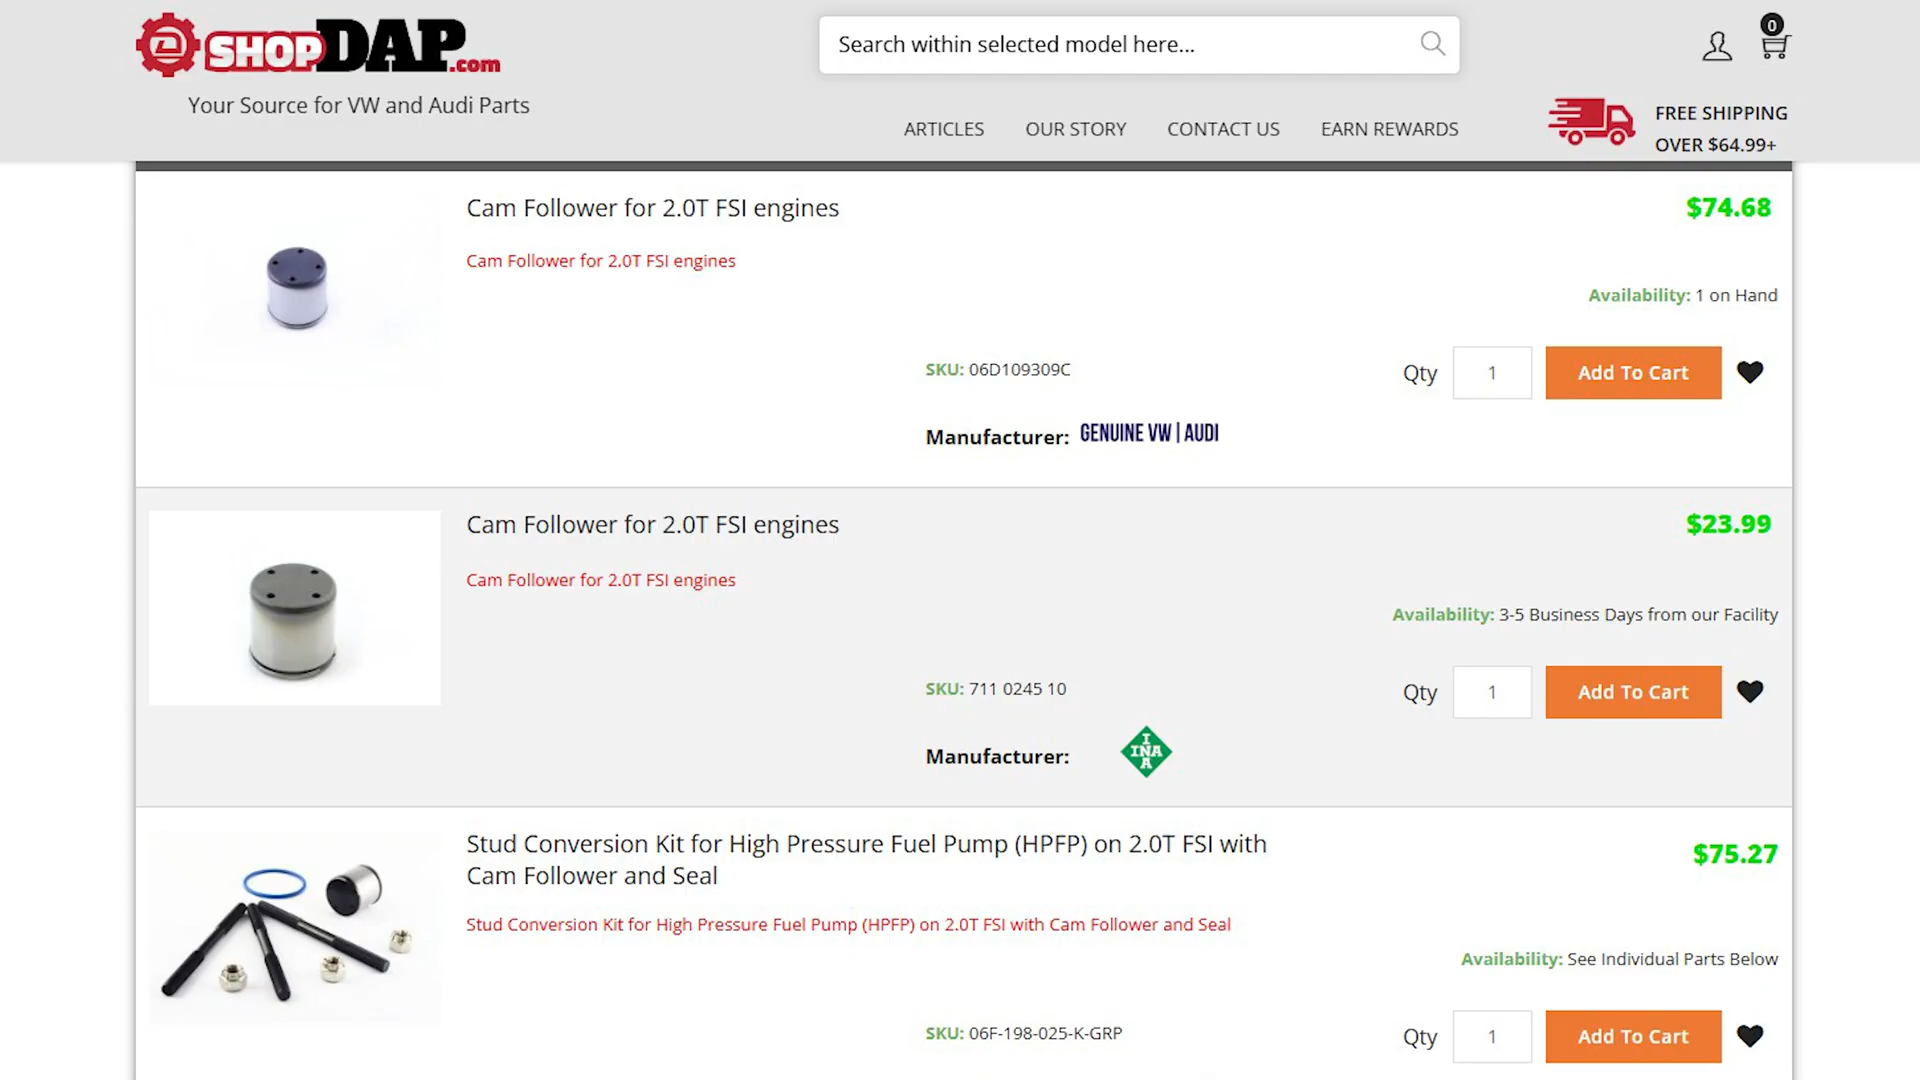 SHOPDAP.com
Your Source for VW and Audi Parts
Search within selected model here...
0
ARTICLES
OUR STORY
CONTACT US
EARN REWARDS
FREE SHIPPING
OVER $64.99+
Cam Follower for 2.0T FSI engines
$74.68
Cam Follower for 2.0T FSI engines
Availability: 1 on Hand
SKU: 06D109309C
Qty 1 Add To Cart
Manufacturer: GENUINE VW | AUDI
Cam Follower for 2.0T FSI engines
$23.99
Cam Follower for 2.0T FSI engines
Availability: 3-5 Business Days from our Facility
SKU: 711 0245 10
Qty 1 Add To Cart
Manufacturer: INA
Stud Conversion Kit for High Pressure Fuel Pump (HPFP) on 2.0T FSI with
Cam Follower and Seal
$75.27
Stud Conversion Kit for High Pressure Fuel Pump (HPFP) on 2.0T FSI with Cam Follower and Seal
Availability: See Individual Parts Below
SKU: 06F-198-025-K-GRP
Qty 1 Add To Cart